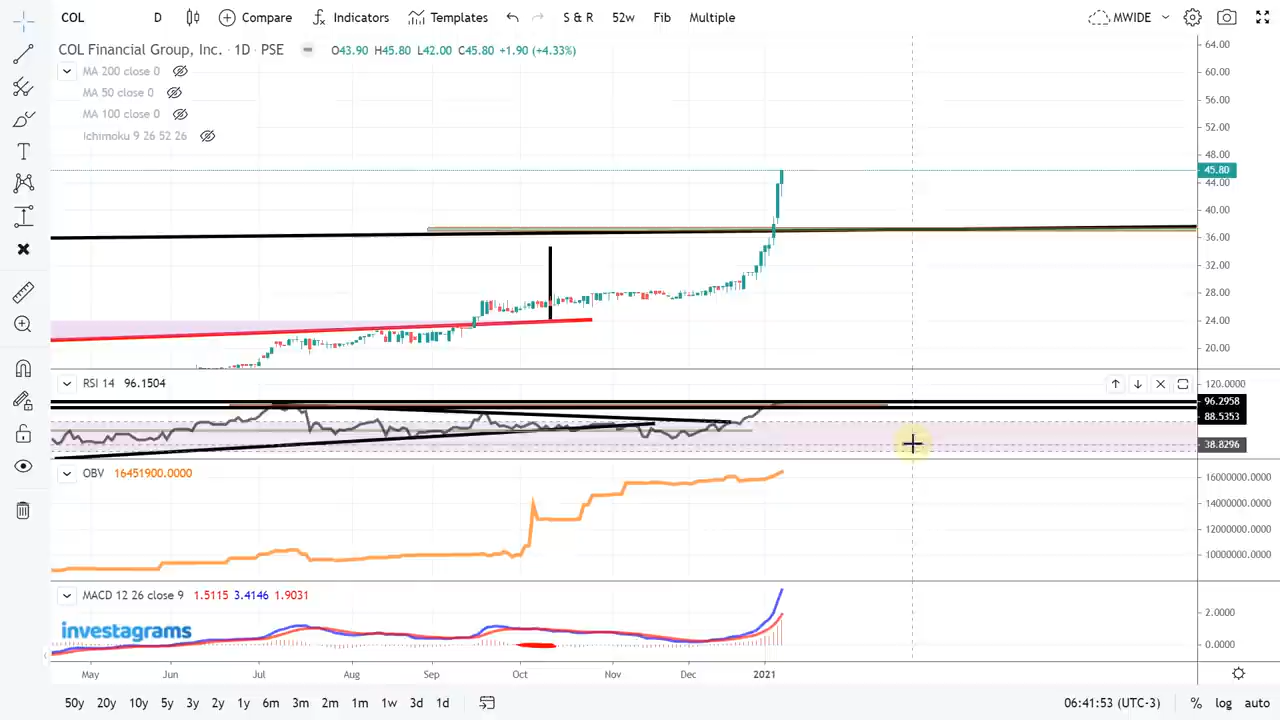 COL D Compare Indicators Templates S & R 52w Fib Multiple MWIDE
COL Financial Group, Inc. · 1D · PSE O43.90 H45.80 L42.00 C45.80 +1.90 (+4.33%)
MA 200 close 0
MA 50 close 0
MA 100 close 0
Ichimoku 9 26 52 26
64.00
60.00
56.00
52.00
48.00
45.80
44.00
40.00
36.00
32.00
28.00
24.00
20.00
RSI 14 96.1504
120.0000
96.2958
88.5353
38.8296
OBV 16451900.0000
16000000.0000
14000000.0000
12000000.0000
10000000.0000
MACD 12 26 close 9 1.5115 3.4146 1.9031
2.0000
0.0000
investagrams
May Jun Jul Aug Sep Oct Nov Dec 2021
50y 20y 10y 5y 3y 2y 1y 6m 3m 2m 1m 1w 3d 1d 06:41:53 (UTC-3) % log auto